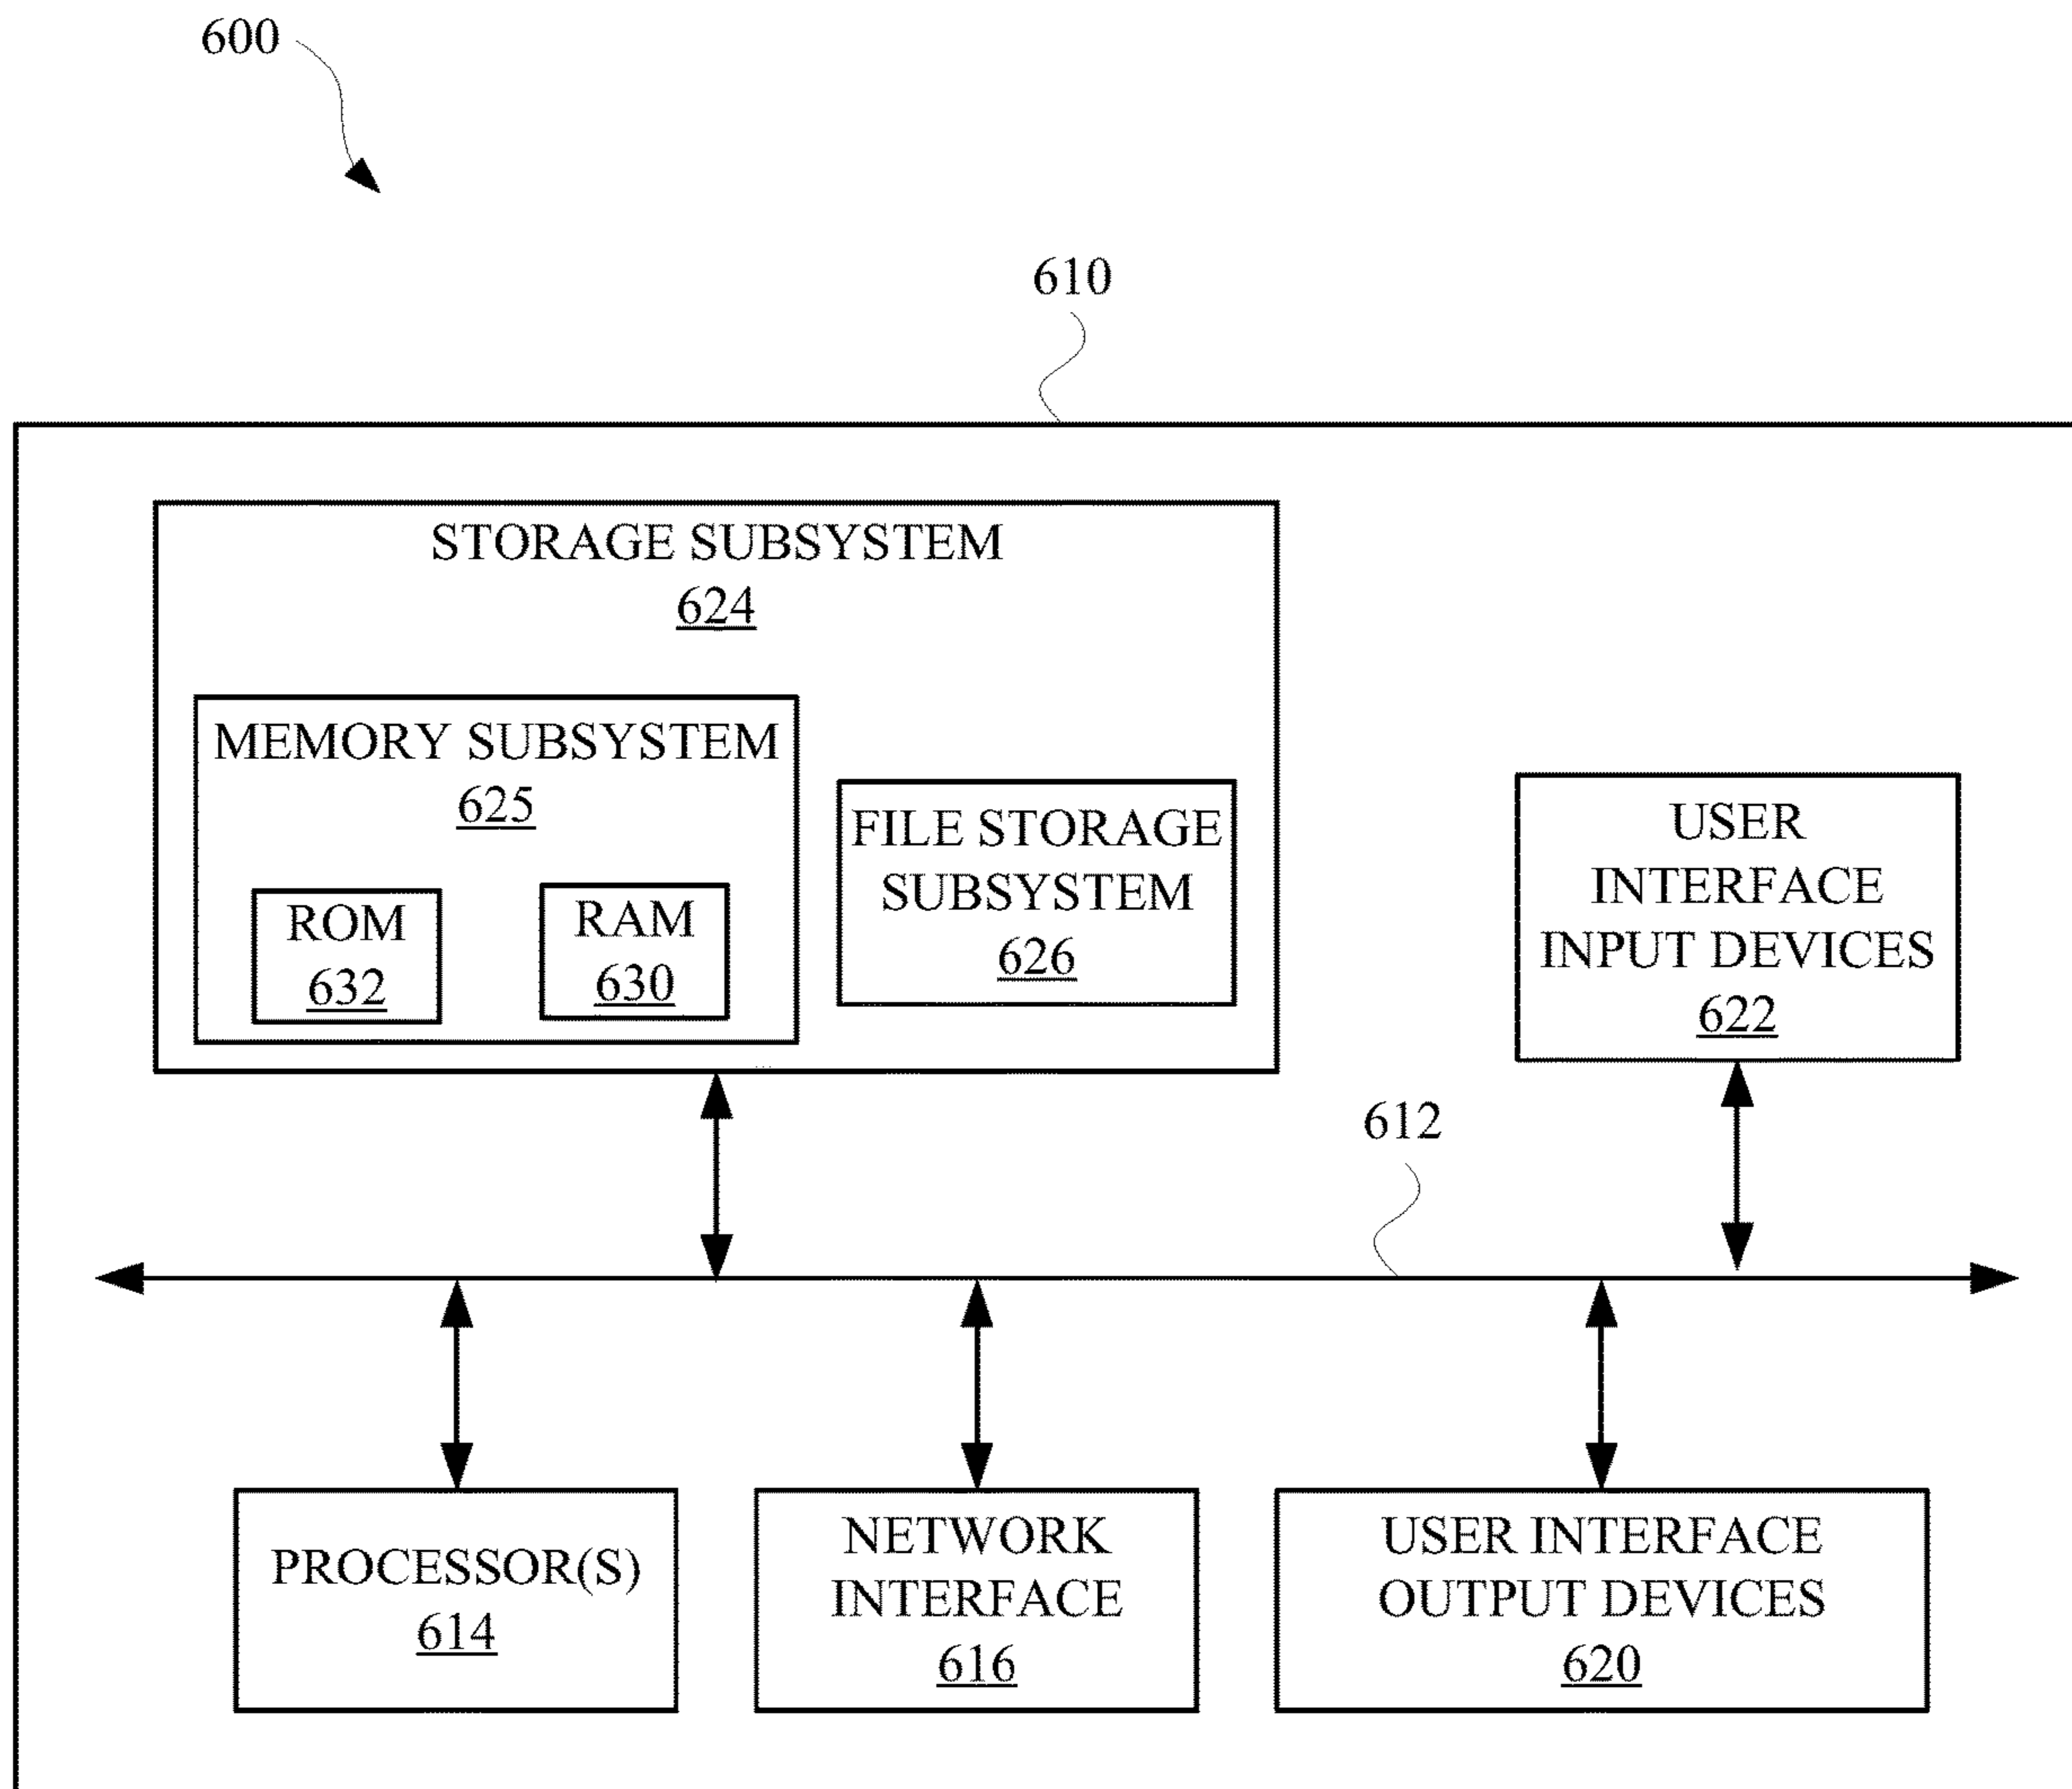 600
610
STORAGE SUBSYSTEM
624
MEMORY SUBSYSTEM
625
ROM
632
RAM
630
FILE STORAGE
SUBSYSTEM
626
USER
INTERFACE
INPUT DEVICES
622
612
PROCESSOR(S)
614
NETWORK
INTERFACE
616
USER INTERFACE
OUTPUT DEVICES
620